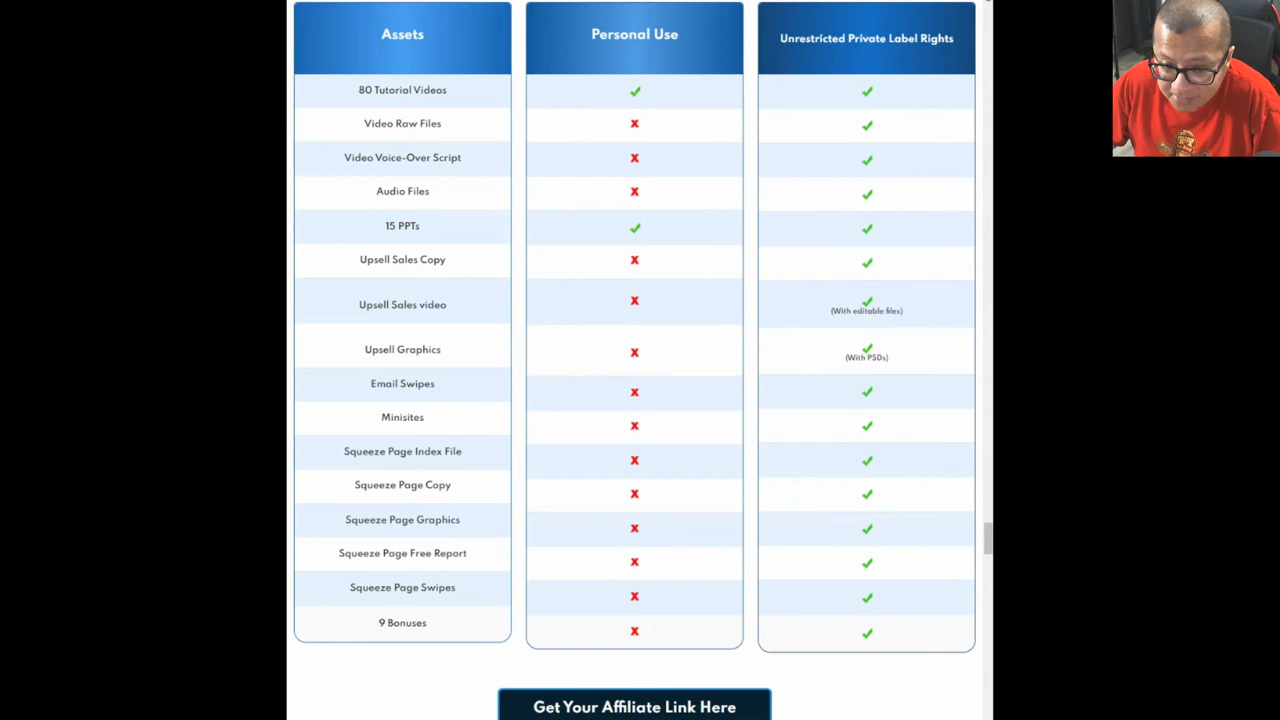 Assets
Personal Use
Unrestricted Private Label Rights
80 Tutorial Videos
Video Raw Files
Video Voice-Over Script
Audio Files
15 PPTs
Upsell Sales Copy
Upsell Sales video
(With editable files)
Upsell Graphics
(With PSDs)
Email Swipes
Minisites
Squeeze Page Index File
Squeeze Page Copy
Squeeze Page Graphics
Squeeze Page Free Report
Squeeze Page Swipes
9 Bonuses
Get Your Affiliate Link Here